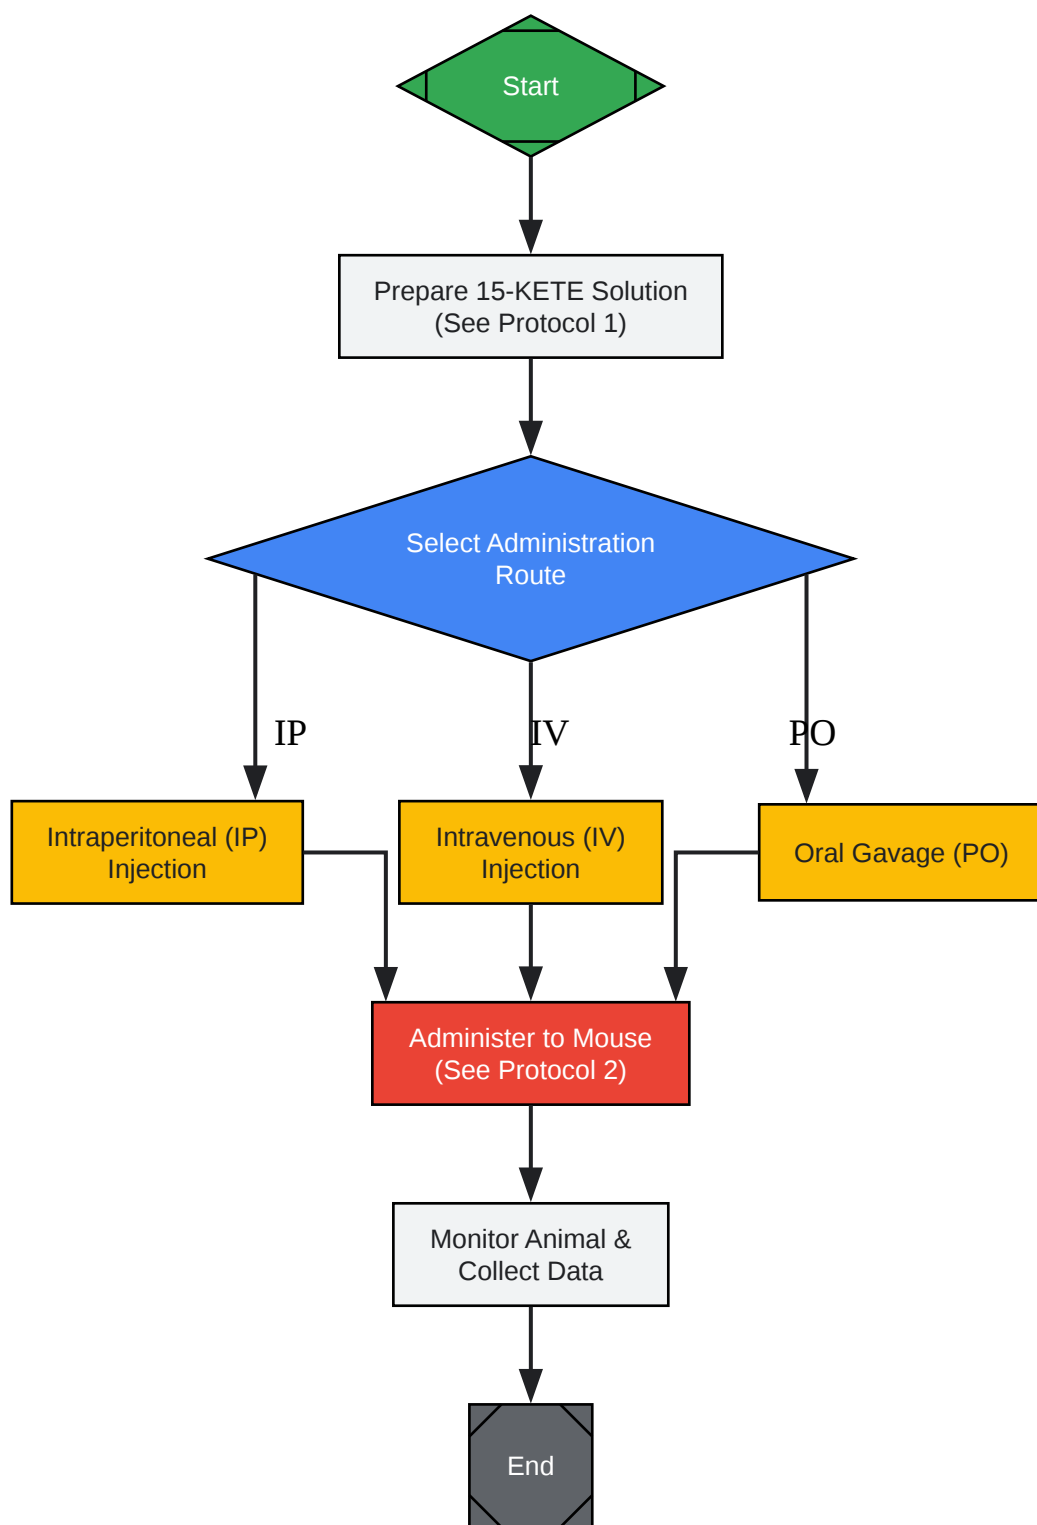 Start
Prepare 15-KETE Solution
(See Protocol 1)
Select Administration
Route
IP
IV
PO
Intraperitoneal (IP)
Injection
Intravenous (IV)
Injection
Oral Gavage (PO)
Administer to Mouse
(See Protocol 2)
Monitor Animal &
Collect Data
End